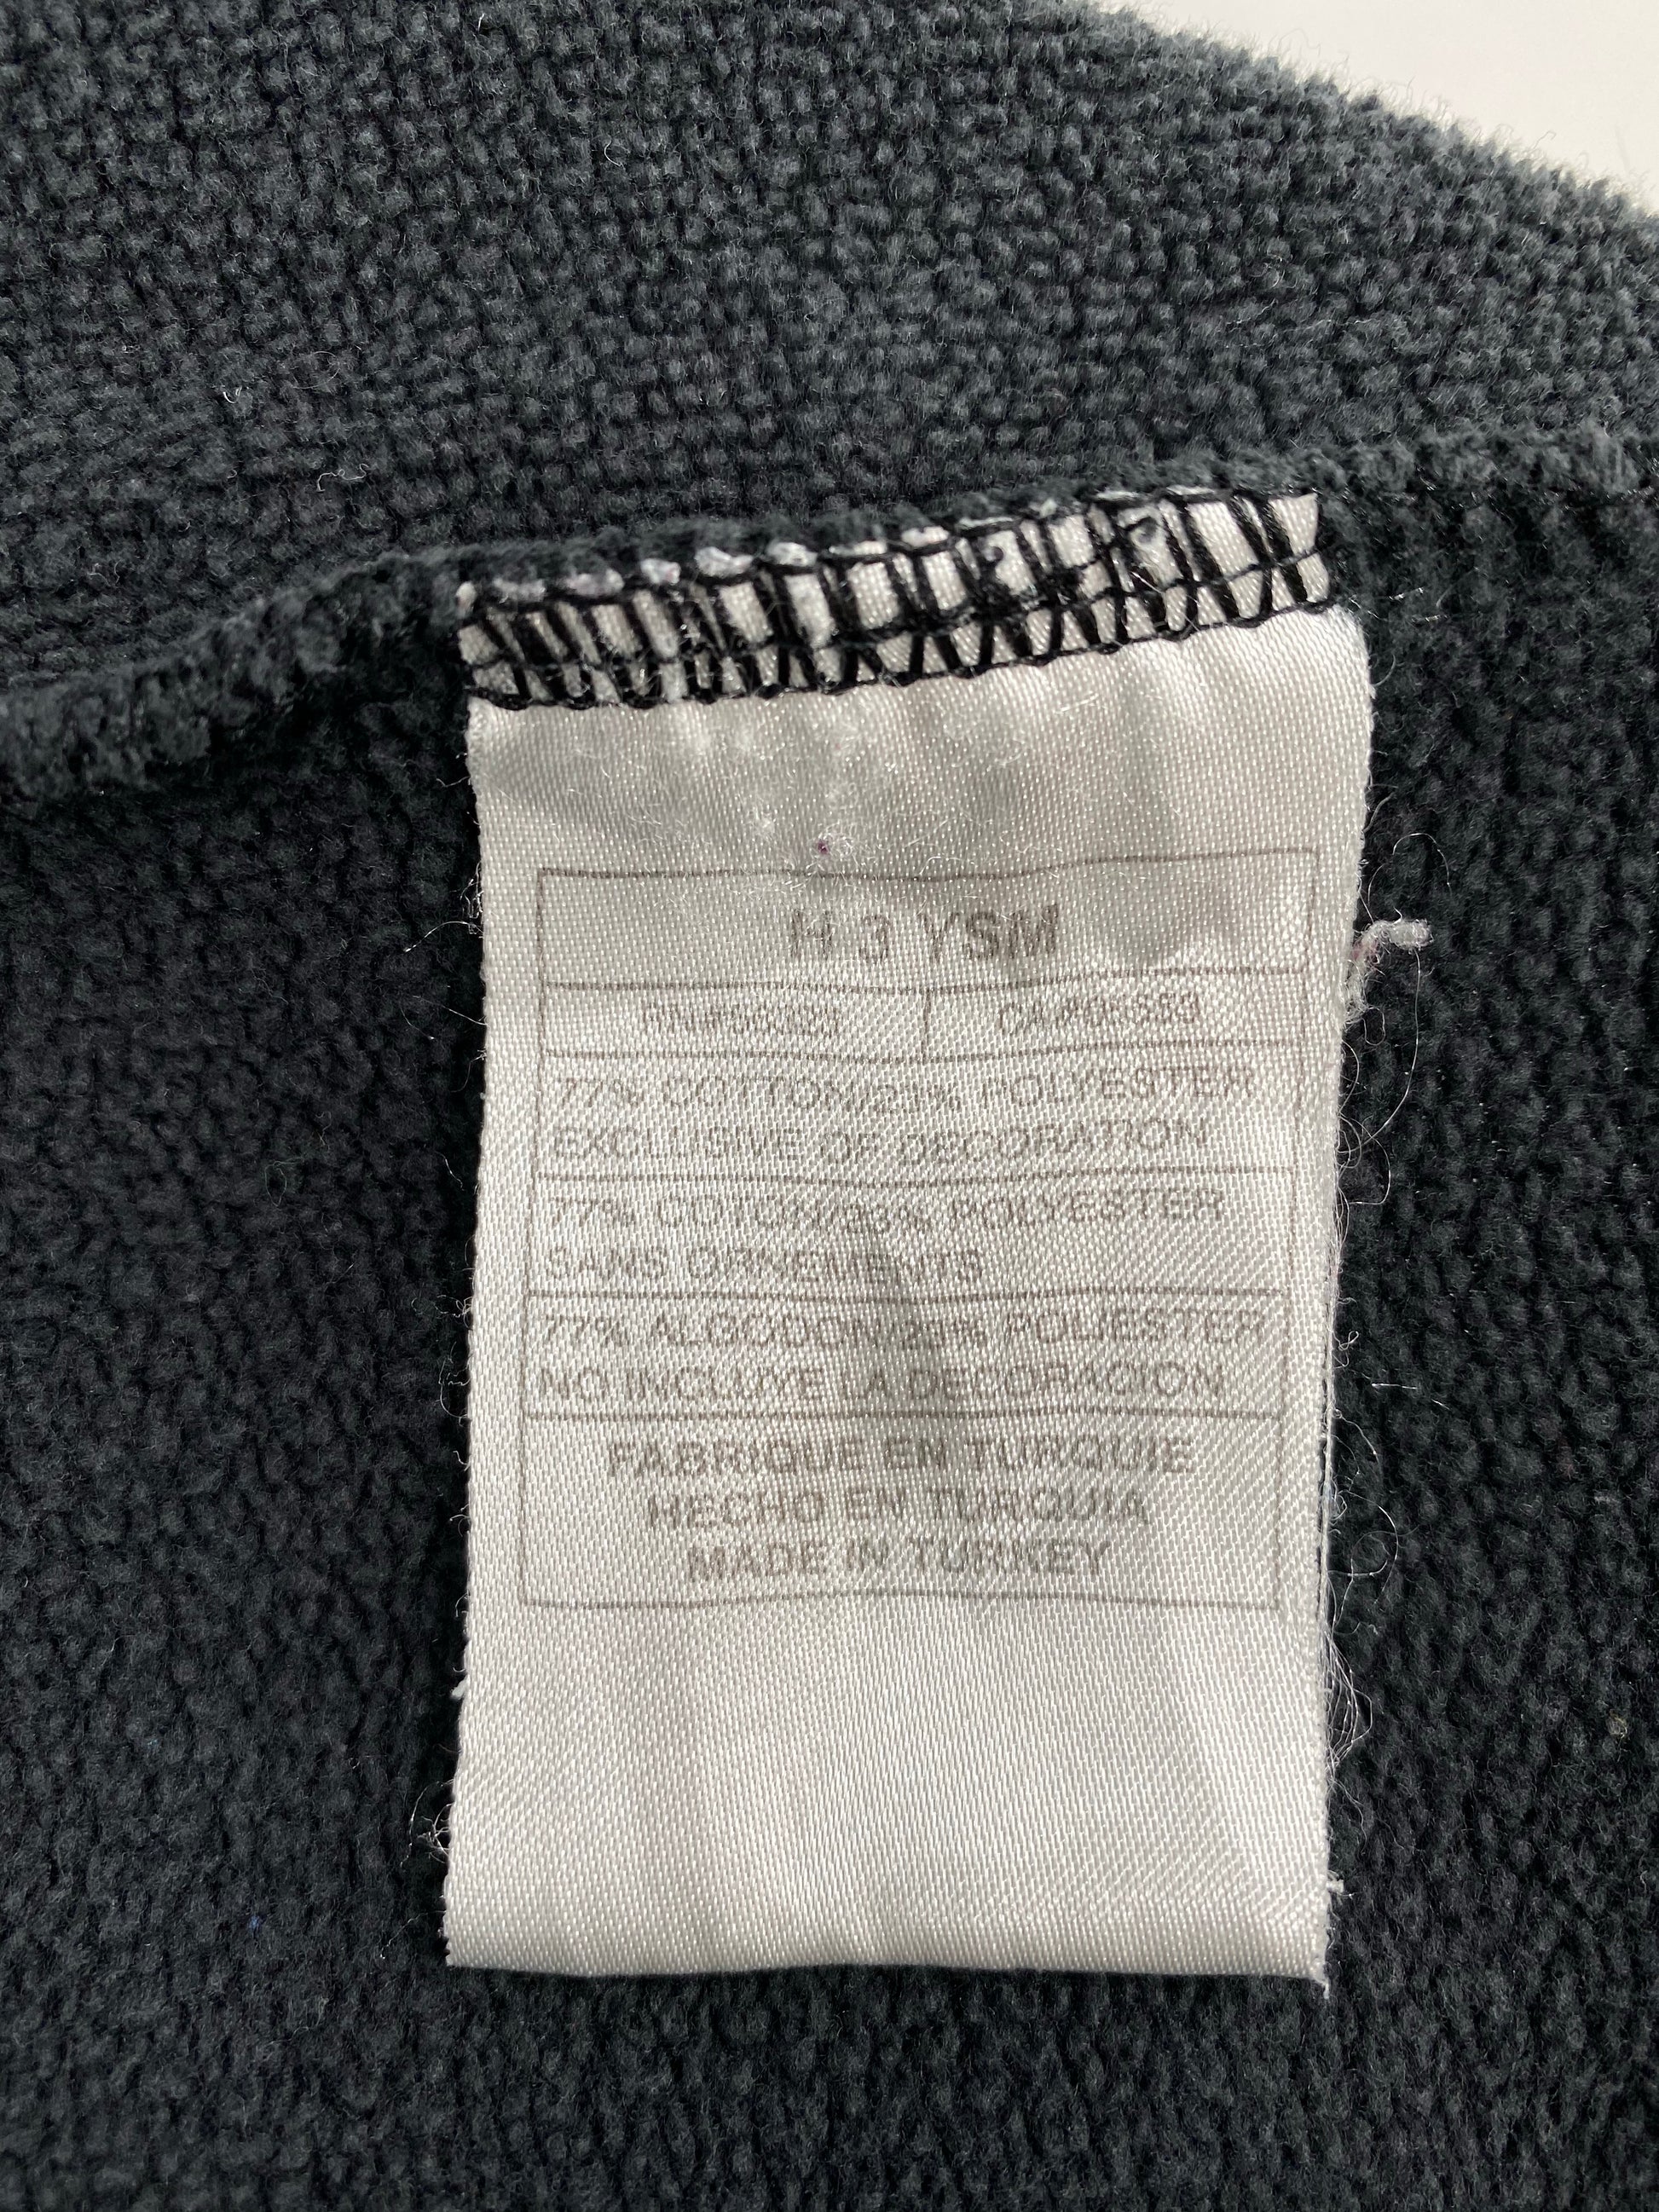 H 3 YSM
77% COTTON/23% POLYESTER
EXCLUSIVE OF DECORATION
77% COTON/23% POLYESTER
SANS ORNEMENTS
77% ALGODON/23% POLIESTER
NO INCLUYE LA DECORACION
FABRIQUE EN TURQUIE
HECHO EN TURQUIA
MADE IN TURKEY